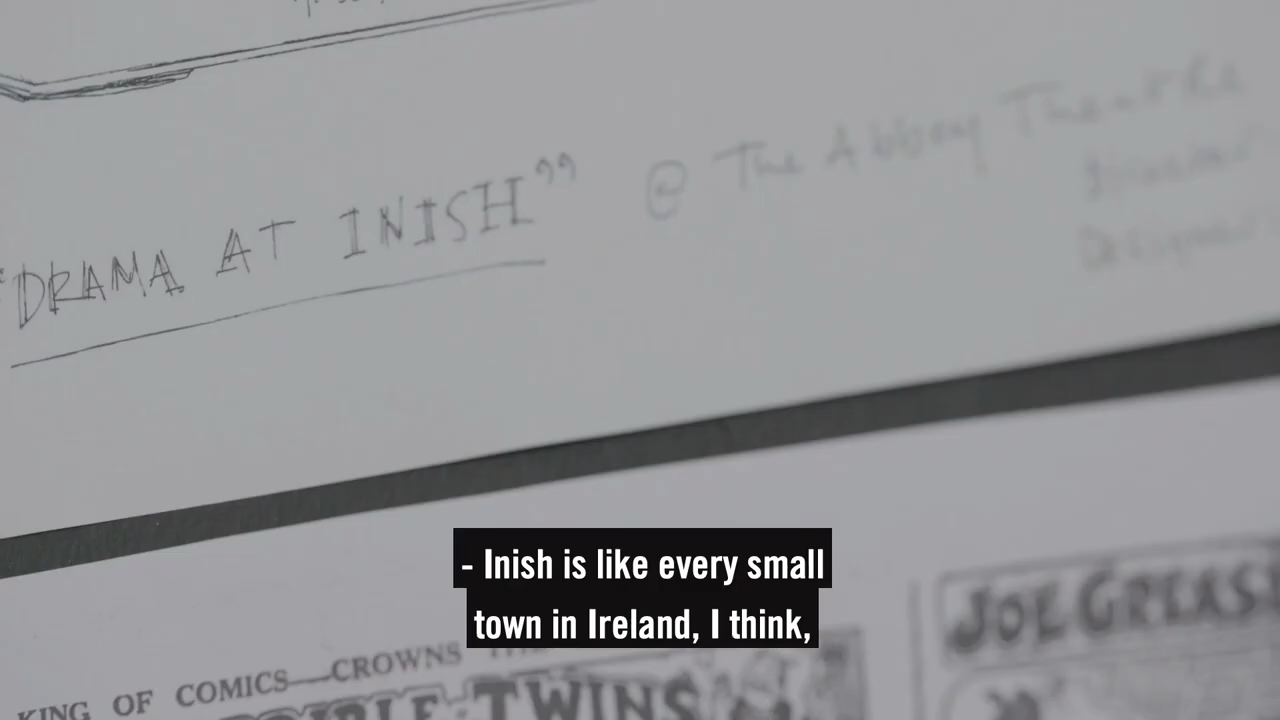 "DRAMA AT INISH" @ The Abbey Theatre
Designer
KING OF COMICS—CROWNS
TWINS
JOE GREASE
- Inish is like every small
town in Ireland, I think,